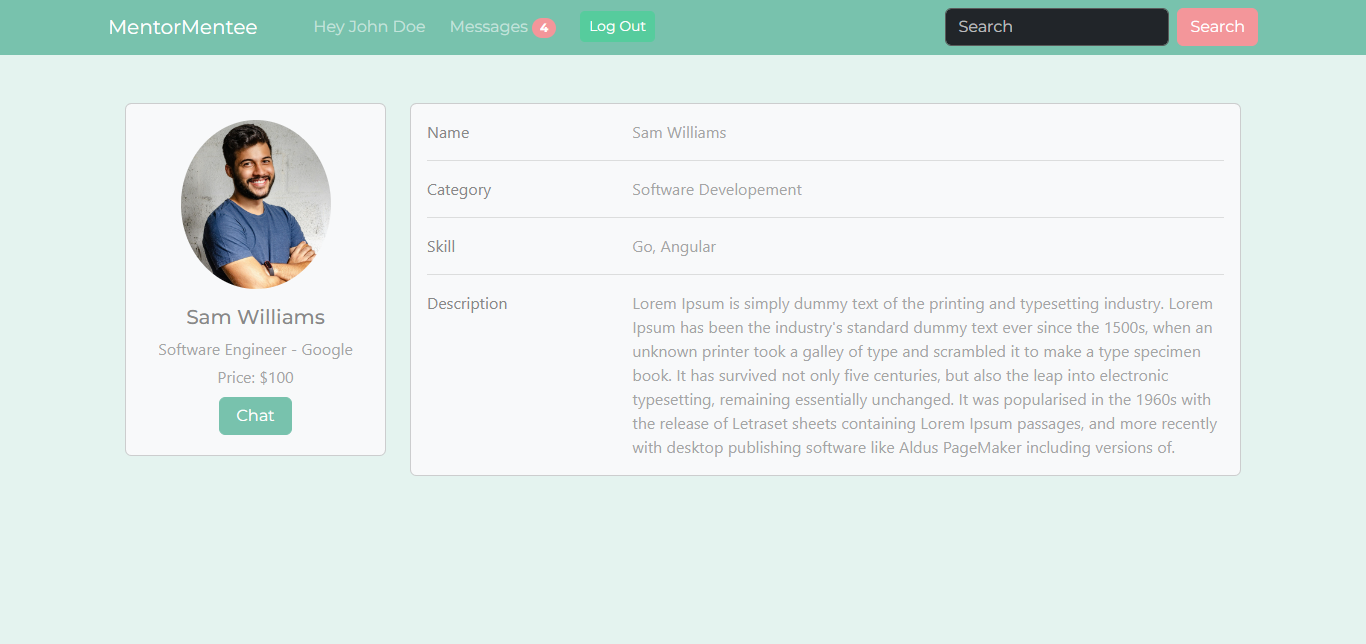 MentorMentee Hey John Doe Messages 4 Log Out Search Search
Sam Williams
Software Engineer - Google
Price: $100
Chat
Name Sam Williams
Category Software Developement
Skill Go, Angular
Description Lorem Ipsum is simply dummy text of the printing and typesetting industry. Lorem
Ipsum has been the industry's standard dummy text ever since the 1500s, when an
unknown printer took a galley of type and scrambled it to make a type specimen
book. It has survived not only five centuries, but also the leap into electronic
typesetting, remaining essentially unchanged. It was popularised in the 1960s with
the release of Letraset sheets containing Lorem Ipsum passages, and more recently
with desktop publishing software like Aldus PageMaker including versions of.